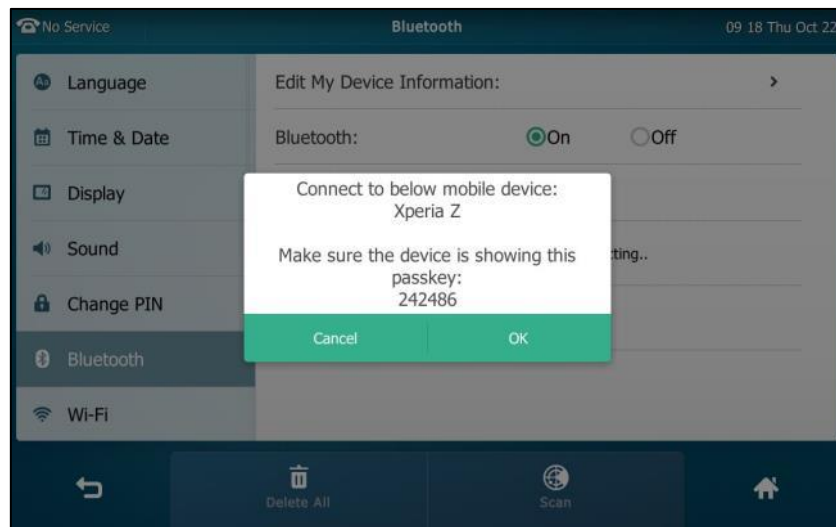 No Service
Bluetooth
09 18 Thu Oct 22
Language
Edit My Device Information:
Time & Date
Bluetooth:
On
Off
Display
Connect to below mobile device:
Xperia Z
Sound
Make sure the device is showing this
passkey:
242486
ting..
Change PIN
Cancel
OK
Bluetooth
Wi-Fi
Delete All
Scan